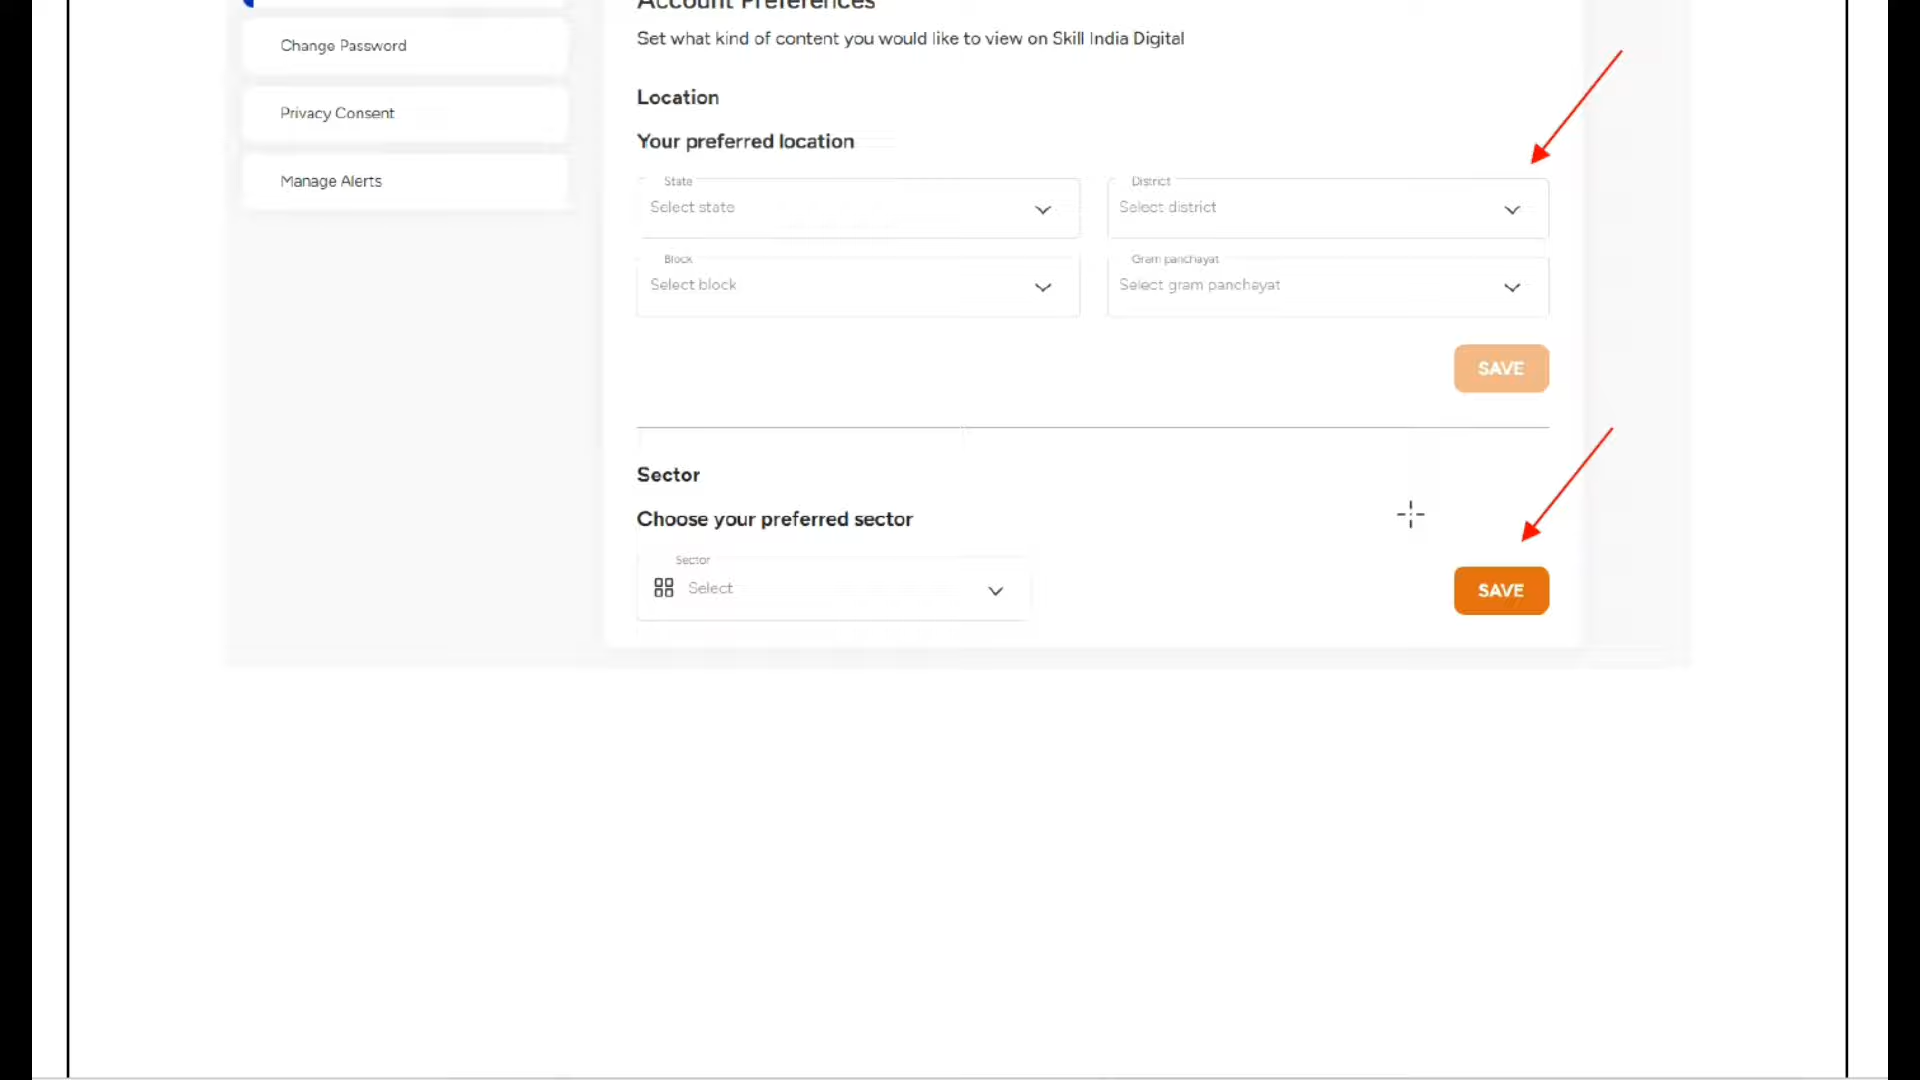 Account Preferences
Change Password
Set what kind of content you would like to view on Skill India Digital
Location
Privacy Consent
Your preferred location
Manage Alerts
State
Select state
District
Select district
Block
Select block
Gram panchayat
Select gram panchayat
SAVE
Sector
Choose your preferred sector
Sector
Select
SAVE